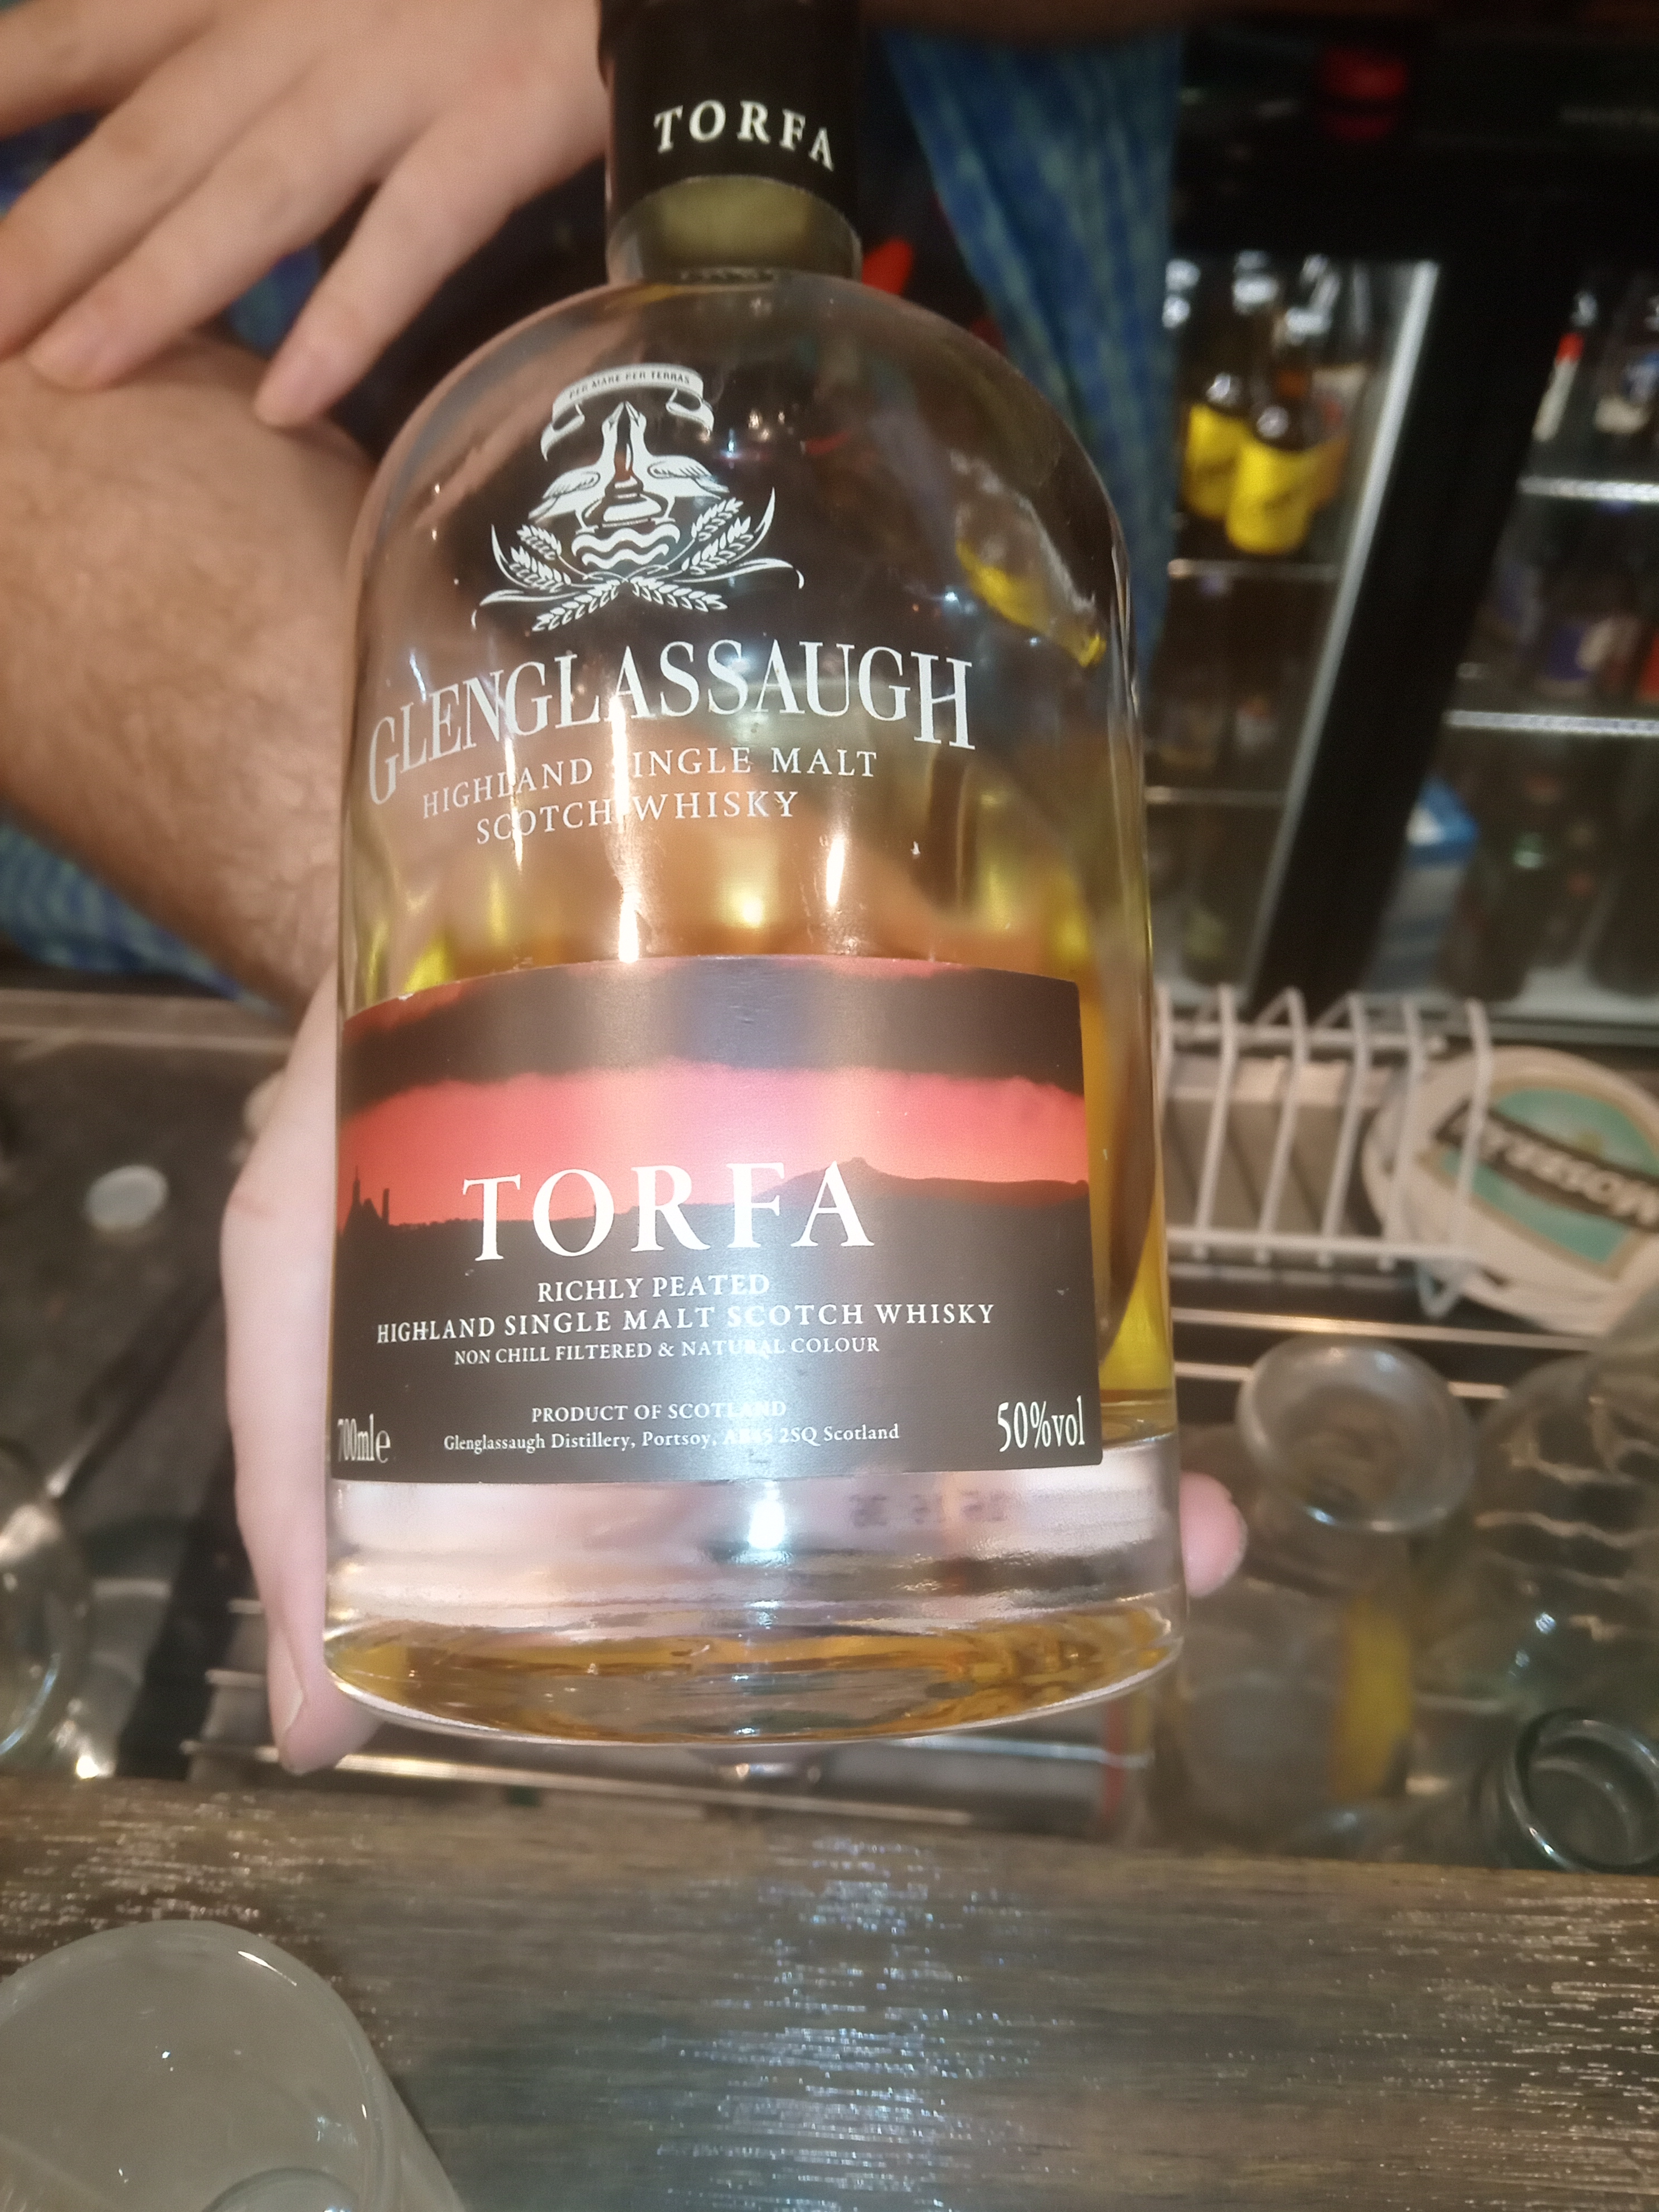 TORFA
PER MARE PER TERRAS
GLENGLASSAUGH
HIGHLAND SINGLE MALT
SCOTCH WHISKY
TORFA
RICHLY PEATED
HIGHLAND SINGLE MALT SCOTCH WHISKY
NON CHILL FILTERED & NATURAL COLOUR
PRODUCT OF SCOTLAND
Glenglassaugh Distillery, Portsoy, AB45 2SQ Scotland
700ml e
50%vol